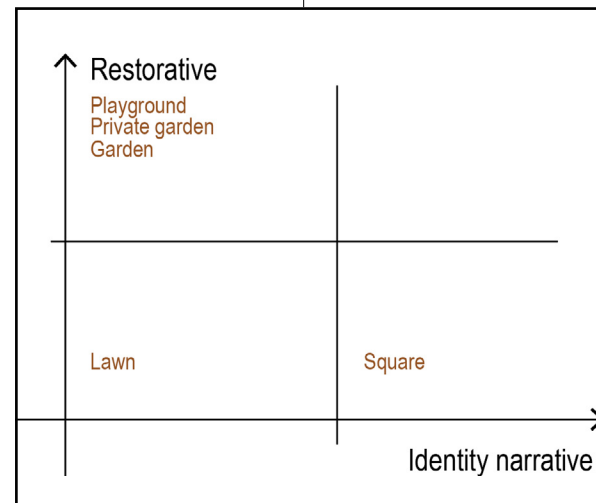 Restorative
Playground
Private garden
Garden
Lawn
Square
Identity narrative